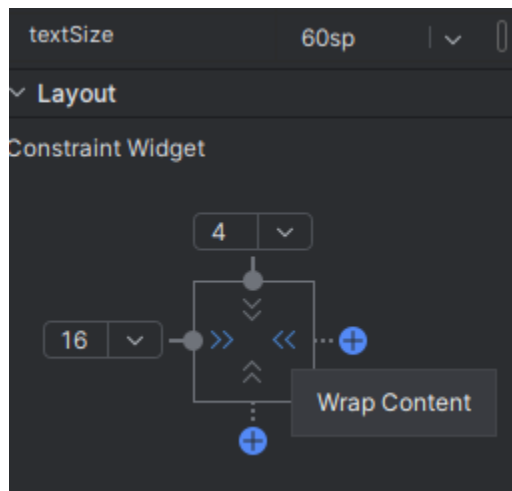 textSize
60sp
Layout
Constraint Widget
4
16
Wrap Content